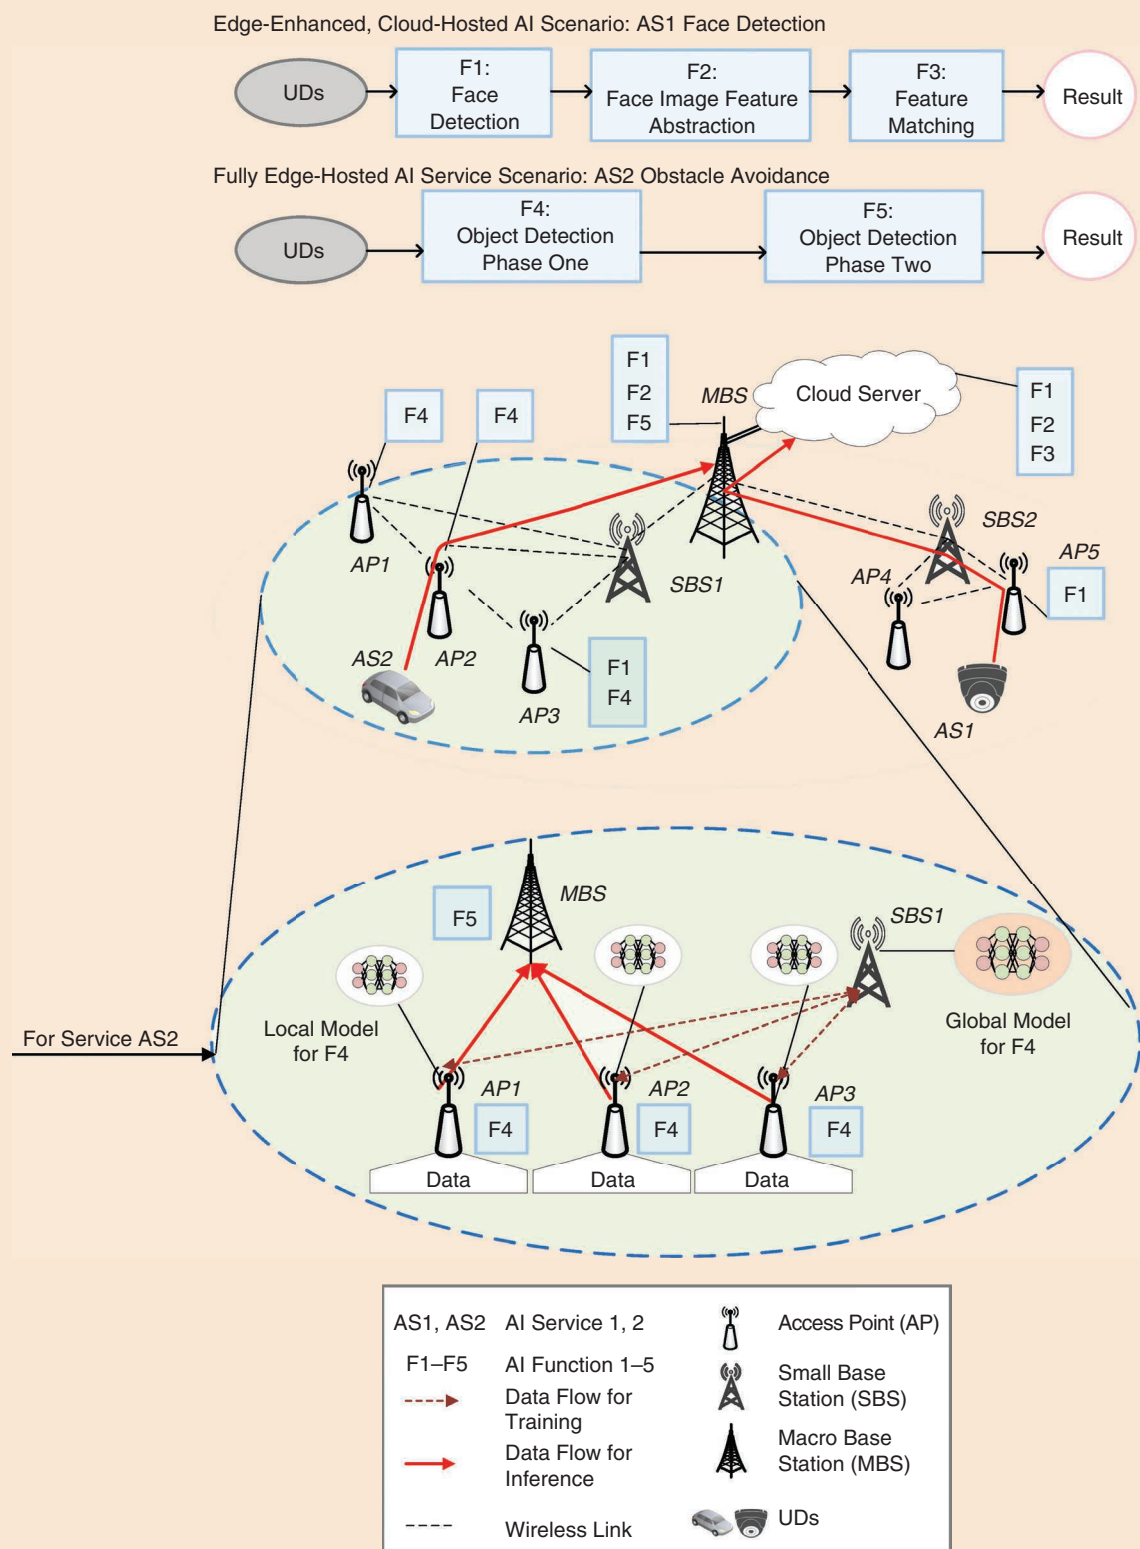 Edge-Enhanced, Cloud-Hosted AI Scenario: AS1 Face Detection
UDs
F1:
Face
Detection
F2:
Face Image Feature
Abstraction
F3:
Feature
Matching
Result
Fully Edge-Hosted AI Service Scenario: AS2 Obstacle Avoidance
UDs
F4:
Object Detection
Phase One
F5:
Object Detection
Phase Two
Result
F4
F4
F1
F2
F5
MBS
Cloud Server
F1
F2
F3
AP1
AP2
SBS1
SBS2
AP4
AP5
F1
AS2
AP3
F1
F4
AS1
For Service AS2
F5
MBS
SBS1
Local Model
for F4
Global Model
for F4
AP1
F4
AP2
F4
AP3
F4
Data
Data
Data
AS1, AS2 AI Service 1, 2
F1–F5 AI Function 1–5
Data Flow for
Training
Data Flow for
Inference
Wireless Link
Access Point (AP)
Small Base
Station (SBS)
Macro Base
Station (MBS)
UDs